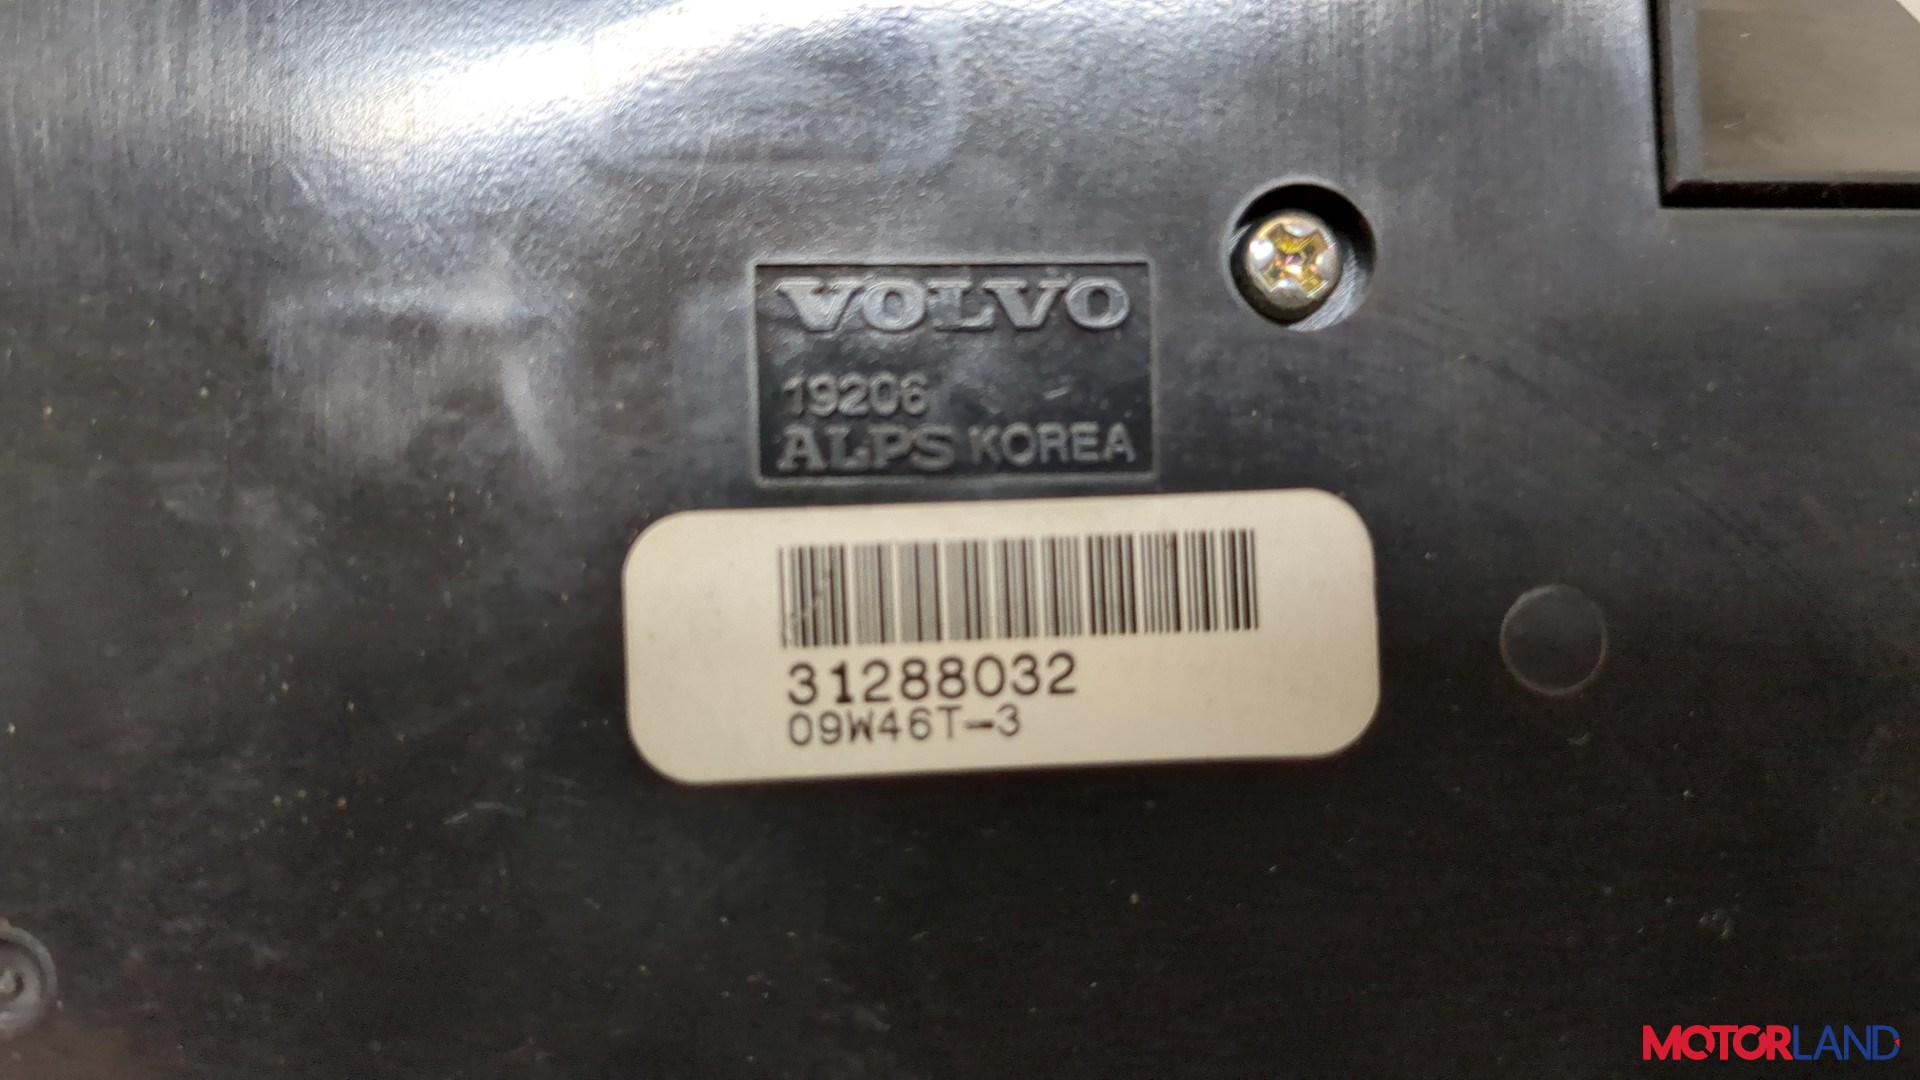 VOLVO
19206
ALPS KOREA
31288032
09W46T-3
MOTORLAND